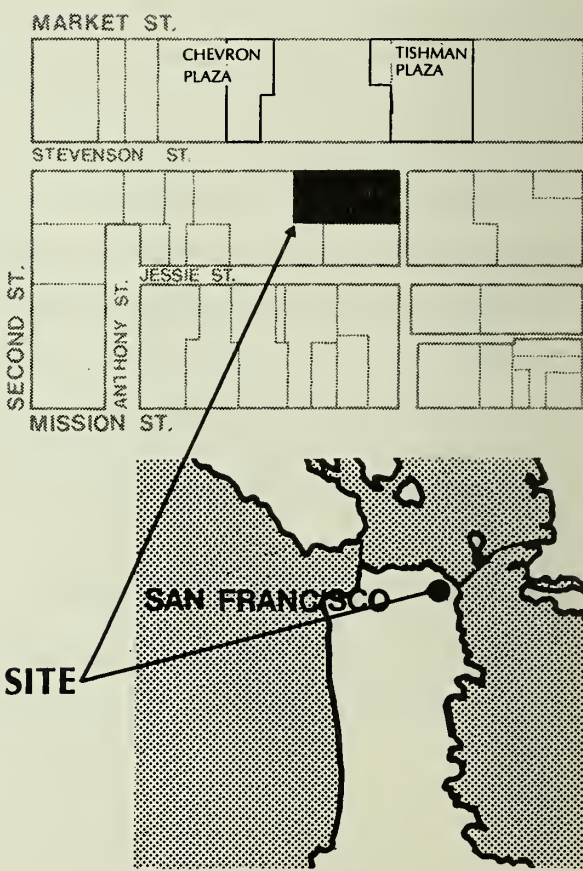 MARKET ST.
CHEVRON
PLAZA
TISHMAN
PLAZA
STEVENSON ST.
JESSIE ST.
SECOND ST.
ANTHONY ST.
MISSION ST.
SAN FRANCISCO
SITE